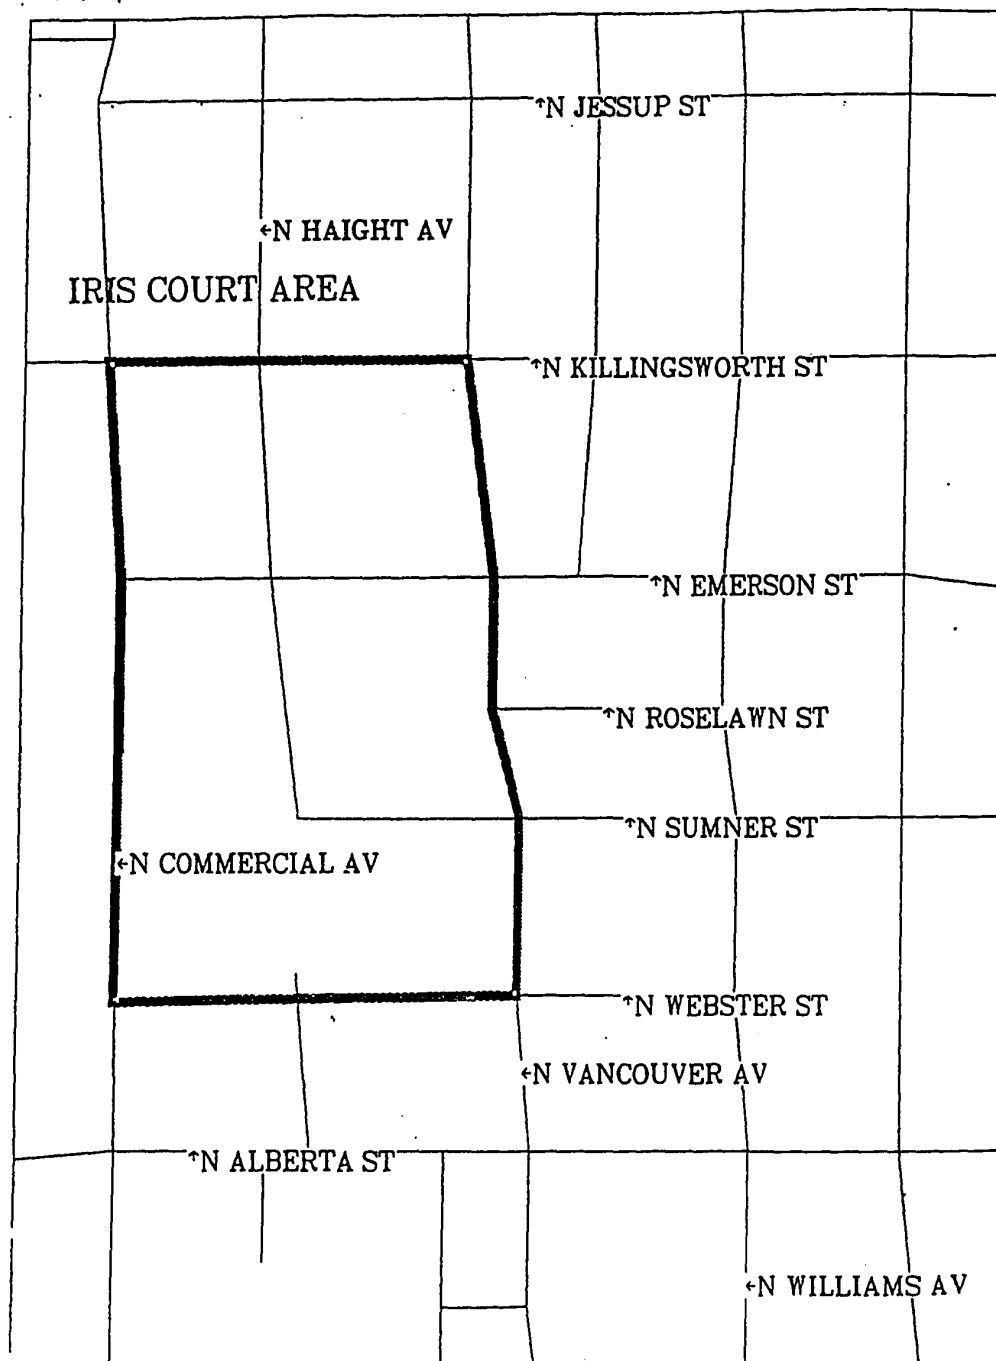 ↑N JESSUP ST
←N HAIGHT AV
IRIS COURT AREA
↑N KILLINGSWORTH ST
↑N EMERSON ST
↑N ROSELAWN ST
↑N SUMNER ST
←N COMMERCIAL AV
↑N WEBSTER ST
←N VANCOUVER AV
↑N ALBERTA ST
←N WILLIAMS AV